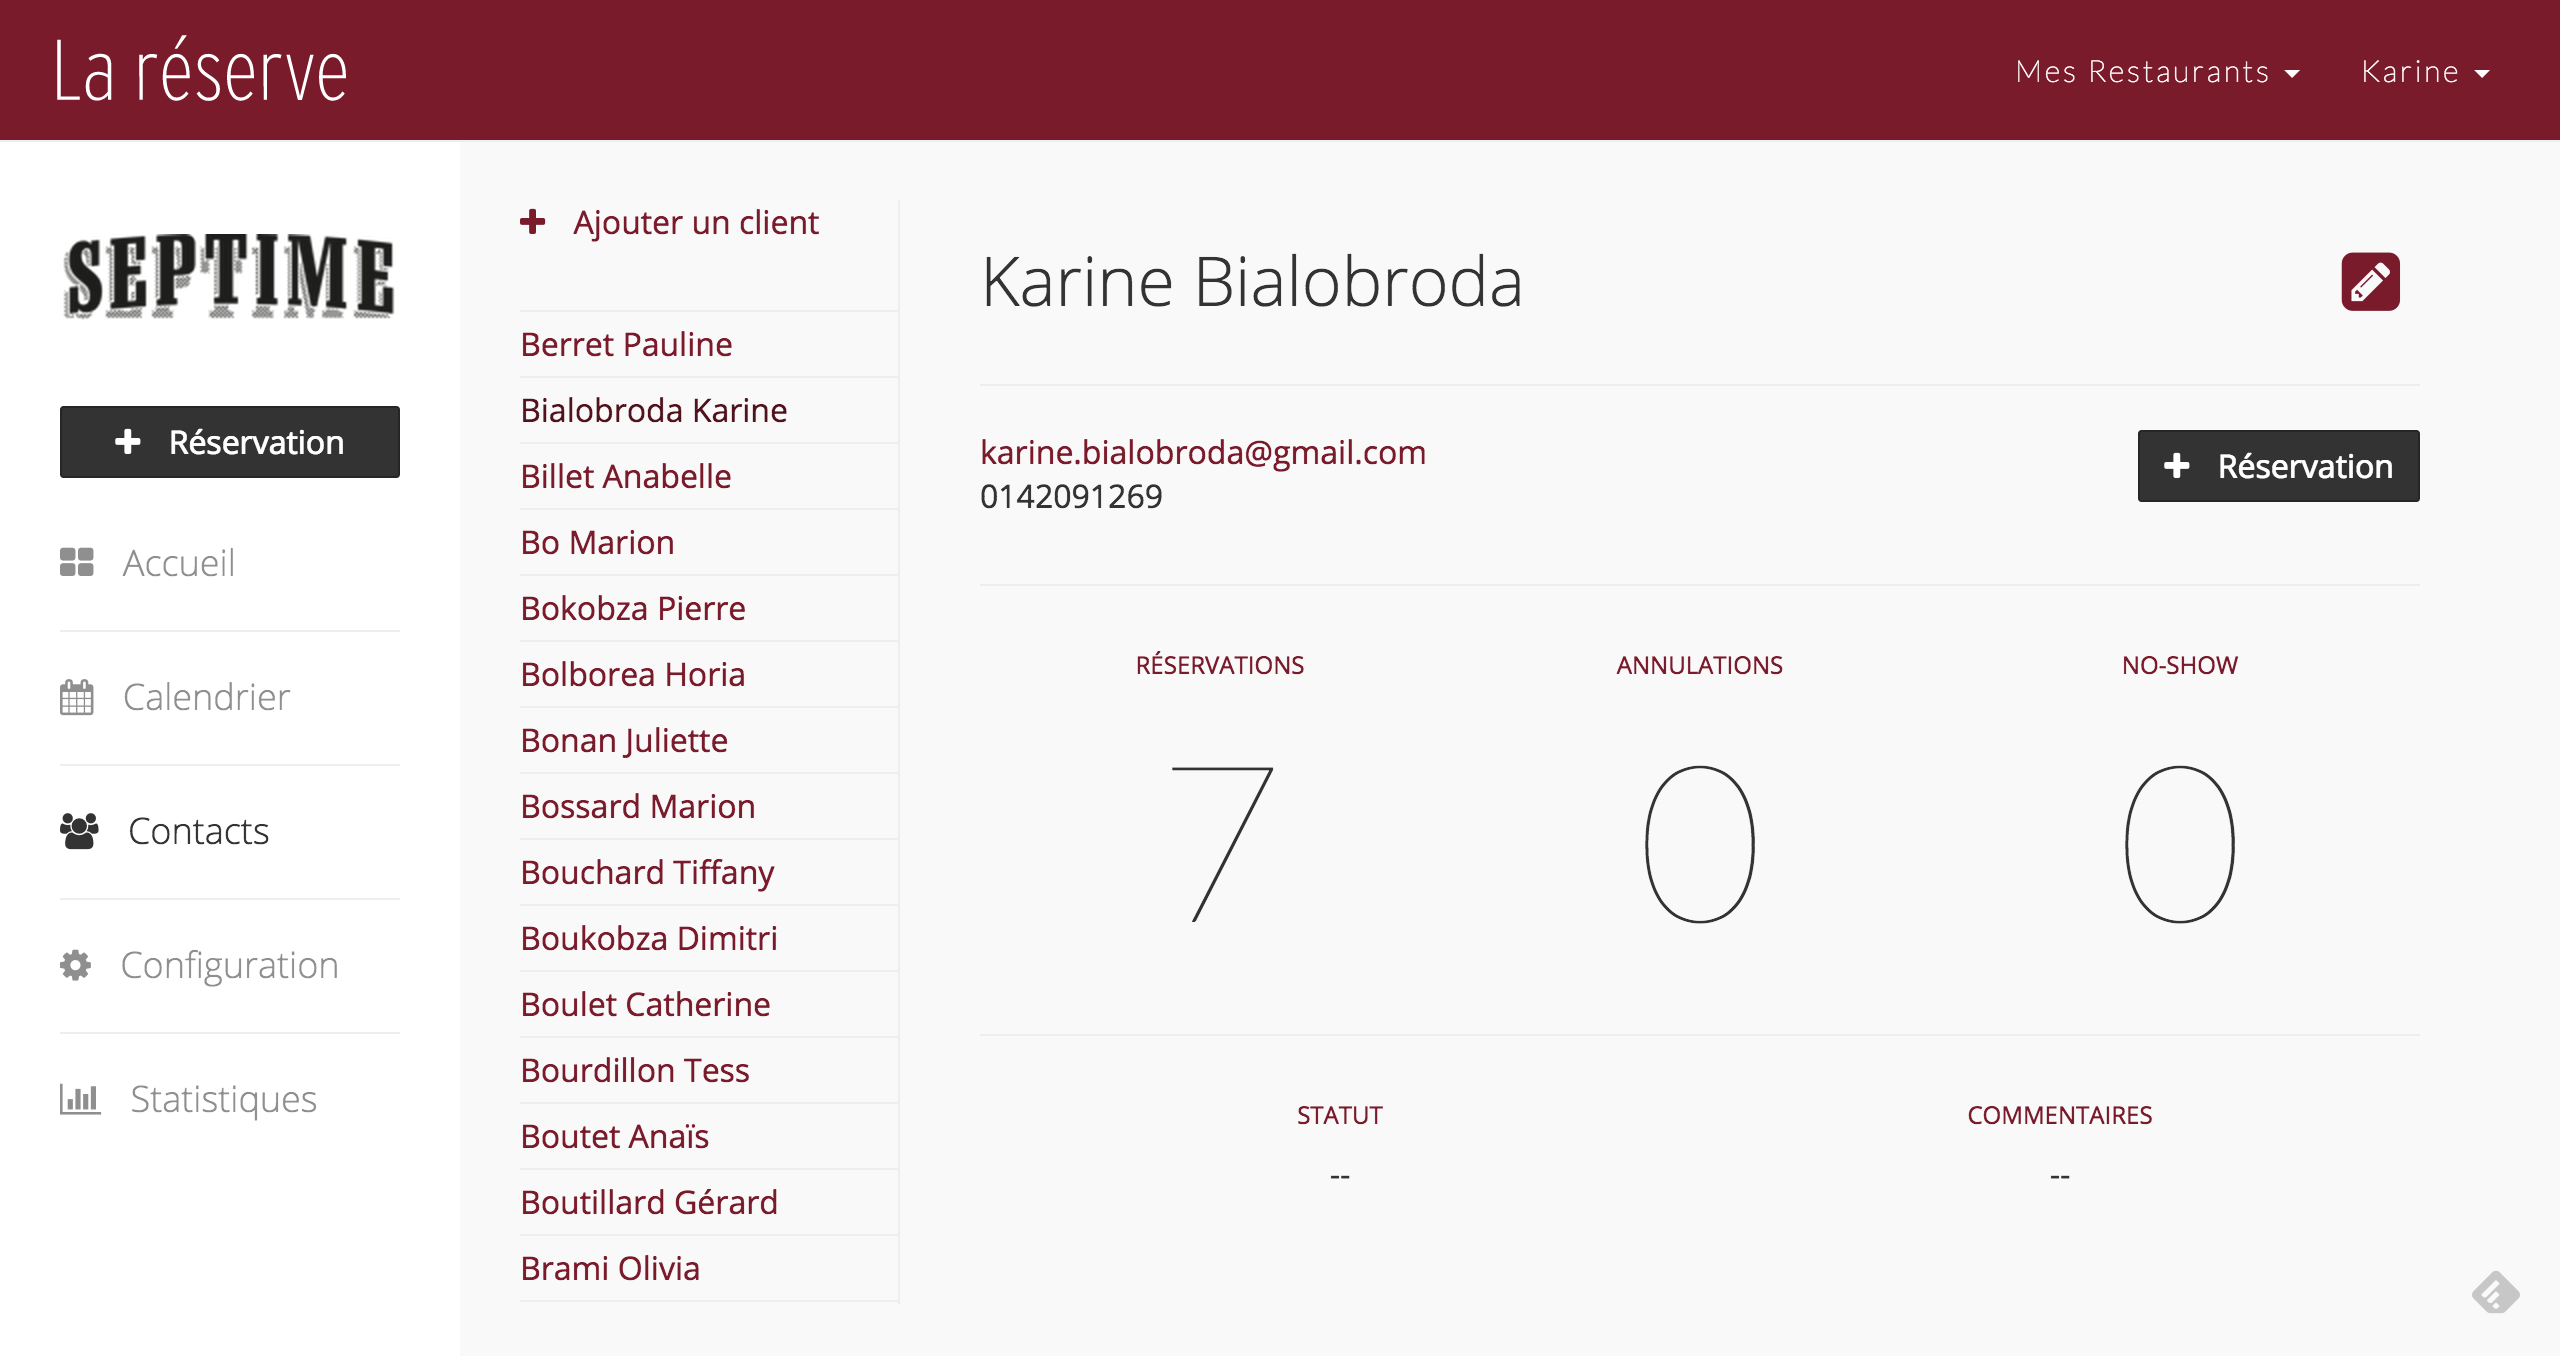 La réserve
Mes Restaurants
Karine
SEPTIME
Réservation
Accueil
Calendrier
Contacts
Configuration
Statistiques
Ajouter un client
Berret Pauline
Bialobroda Karine
Billet Anabelle
Bo Marion
Bokobza Pierre
Bolborea Horia
Bonan Juliette
Bossard Marion
Bouchard Tiffany
Boukobza Dimitri
Boulet Catherine
Bourdillon Tess
Boutet Anaïs
Boutillard Gérard
Brami Olivia
Karine Bialobroda
karine.bialobroda@gmail.com
0142091269
Réservation
RÉSERVATIONS
ANNULATIONS
NO-SHOW
7
0
0
STATUT
COMMENTAIRES
--
--